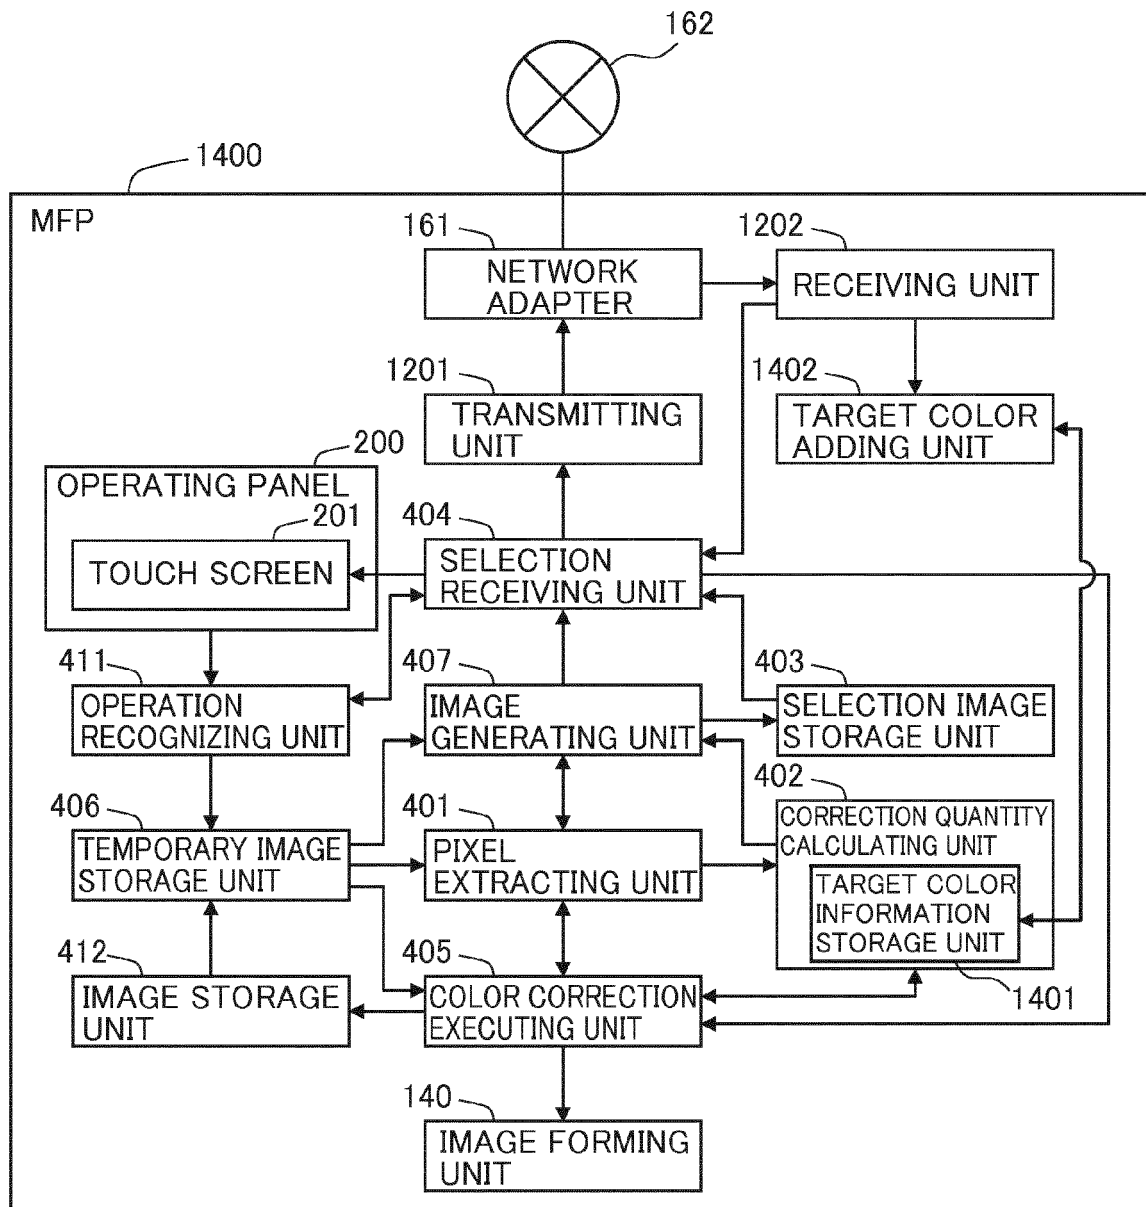 162
1400
MFP
161
NETWORK
ADAPTER
1202
RECEIVING UNIT
1201
TRANSMITTING
UNIT
1402
TARGET COLOR
ADDING UNIT
200
OPERATING PANEL
201
TOUCH SCREEN
404
SELECTION
RECEIVING UNIT
411
OPERATION
RECOGNIZING UNIT
407
IMAGE
GENERATING UNIT
403
SELECTION IMAGE
STORAGE UNIT
406
TEMPORARY IMAGE
STORAGE UNIT
401
PIXEL
EXTRACTING UNIT
402
CORRECTION QUANTITY
CALCULATING UNIT
TARGET COLOR
INFORMATION
STORAGE UNIT
1401
412
IMAGE STORAGE
UNIT
405
COLOR CORRECTION
EXECUTING UNIT
140
IMAGE FORMING
UNIT